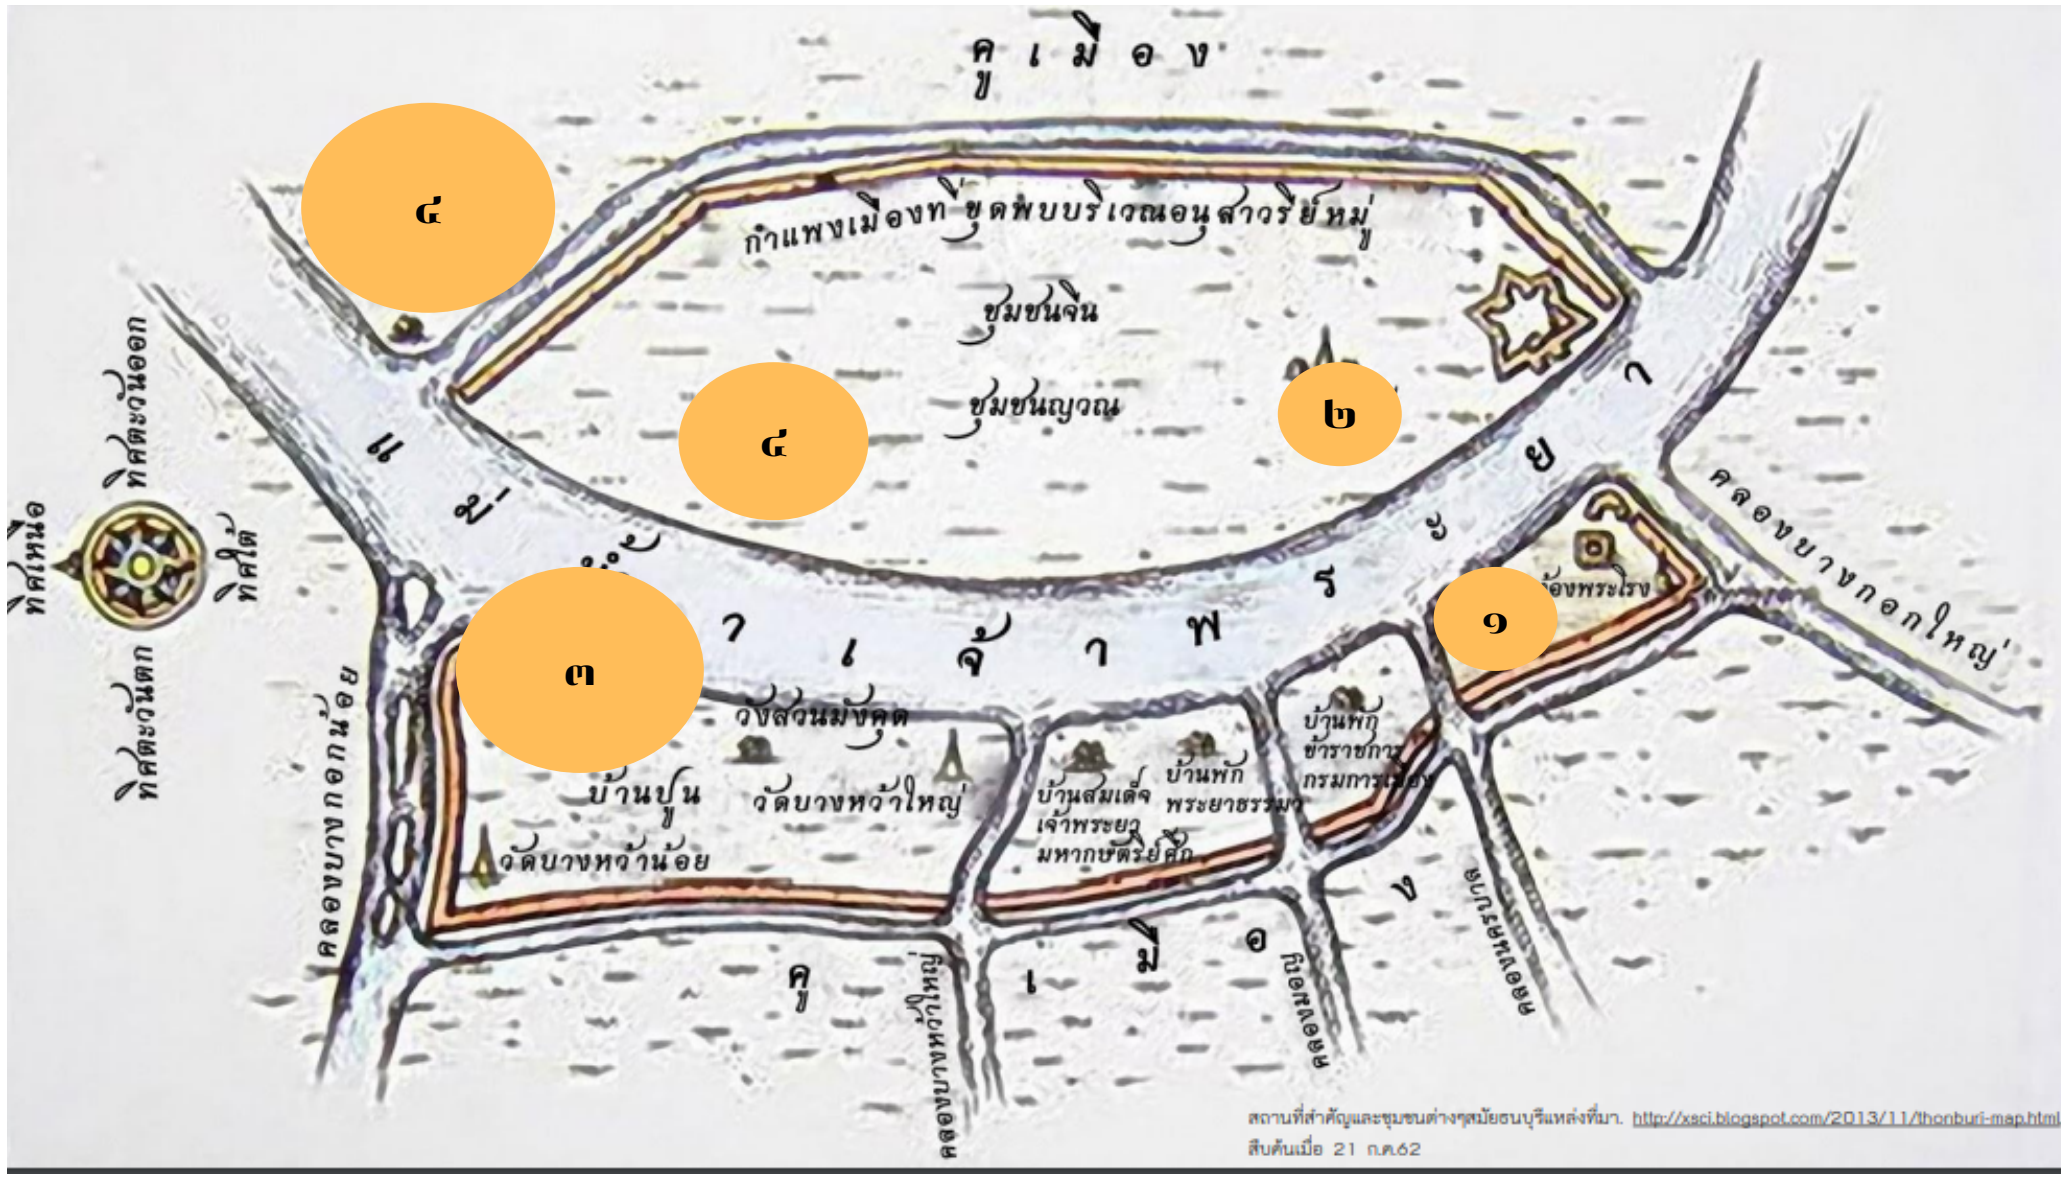 คูเมือง
๔
กำแพงเมืองที่ขุดพบบริเวณอนุสาวรีย์หมู่
ชุมชนจีน
ชุมชนญวณ
๔
๒
ทิศตะวันออก
ทิศเหนือ
ทิศใต้
ทิศตะวันตก
แม่
น้ำเจ้าพระยา
คลองบางกอกใหญ่
ท้องพระโรง
๑
๓
วังสวนมังคุด
บ้านปูน
วัดบางหว้าใหญ่
วัดบางหว้าน้อย
บ้านสมเด็จ
เจ้าพระยา
มหากษัตริย์ศึก
บ้านพัก
พระยาธรรมา
บ้านพัก
ข้าราชการ
กรมการเมือง
คลองบางกอกน้อย
คูเมือง
คลองบางหว้าใหญ่
คลองมอญ
คลองนครบาล
สถานที่สำคัญและชุมชนต่างๆสมัยธนบุรีแหล่งที่มา. http://xsci.blogspot.com/2013/11/thonburi-map.html
สืบค้นเมื่อ 21 ก.ค.62